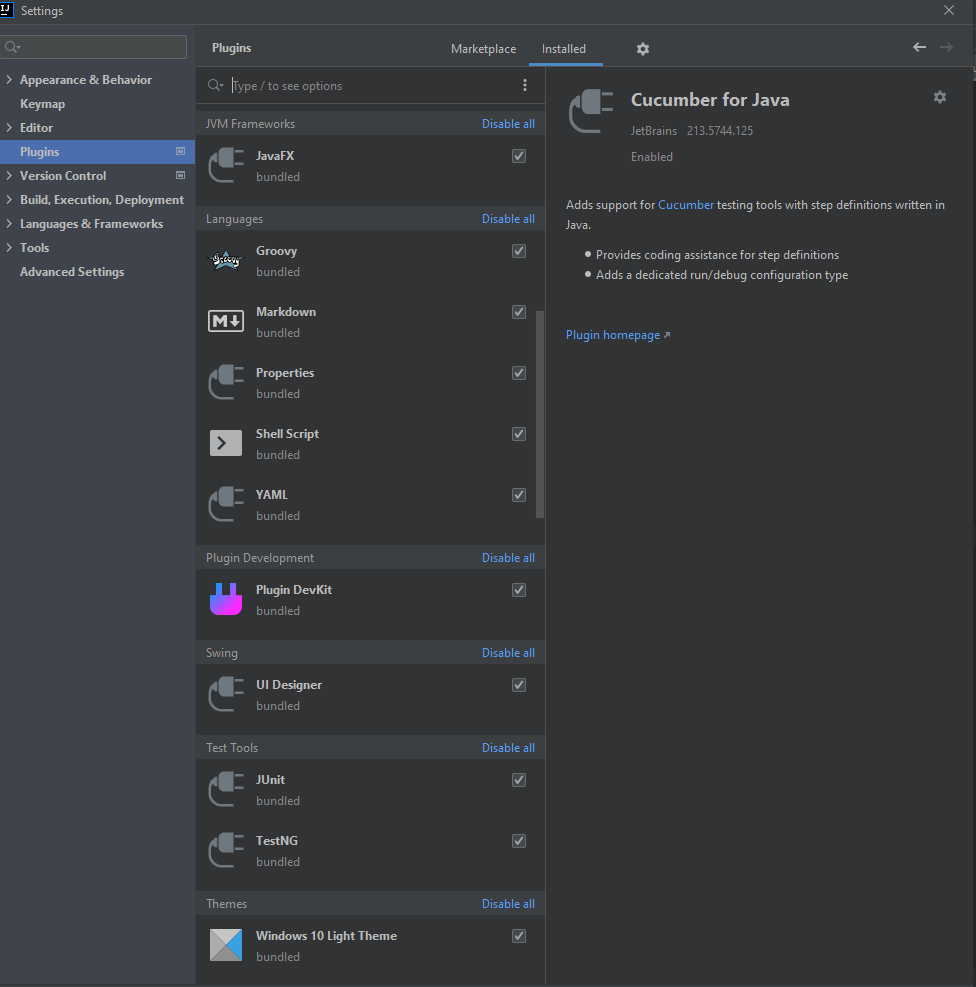 IJ
Settings
Appearance & Behavior
Keymap
Editor
Plugins
Version Control
Build, Execution, Deployment
Languages & Frameworks
Tools
Advanced Settings
Plugins
Marketplace
Installed
Type / to see options
JVM Frameworks Disable all
JavaFX
bundled
Languages Disable all
Groovy
Groovy
bundled
M
Markdown
bundled
Properties
bundled
Shell Script
bundled
YAML
bundled
Plugin Development Disable all
Plugin DevKit
bundled
Swing Disable all
UI Designer
bundled
Test Tools Disable all
JUnit
bundled
TestNG
bundled
Themes Disable all
Windows 10 Light Theme
bundled
Cucumber for Java
JetBrains 213.5744.125
Enabled
Adds support for Cucumber testing tools with step definitions written in
Java.
Provides coding assistance for step definitions
Adds a dedicated run/debug configuration type
Plugin homepage